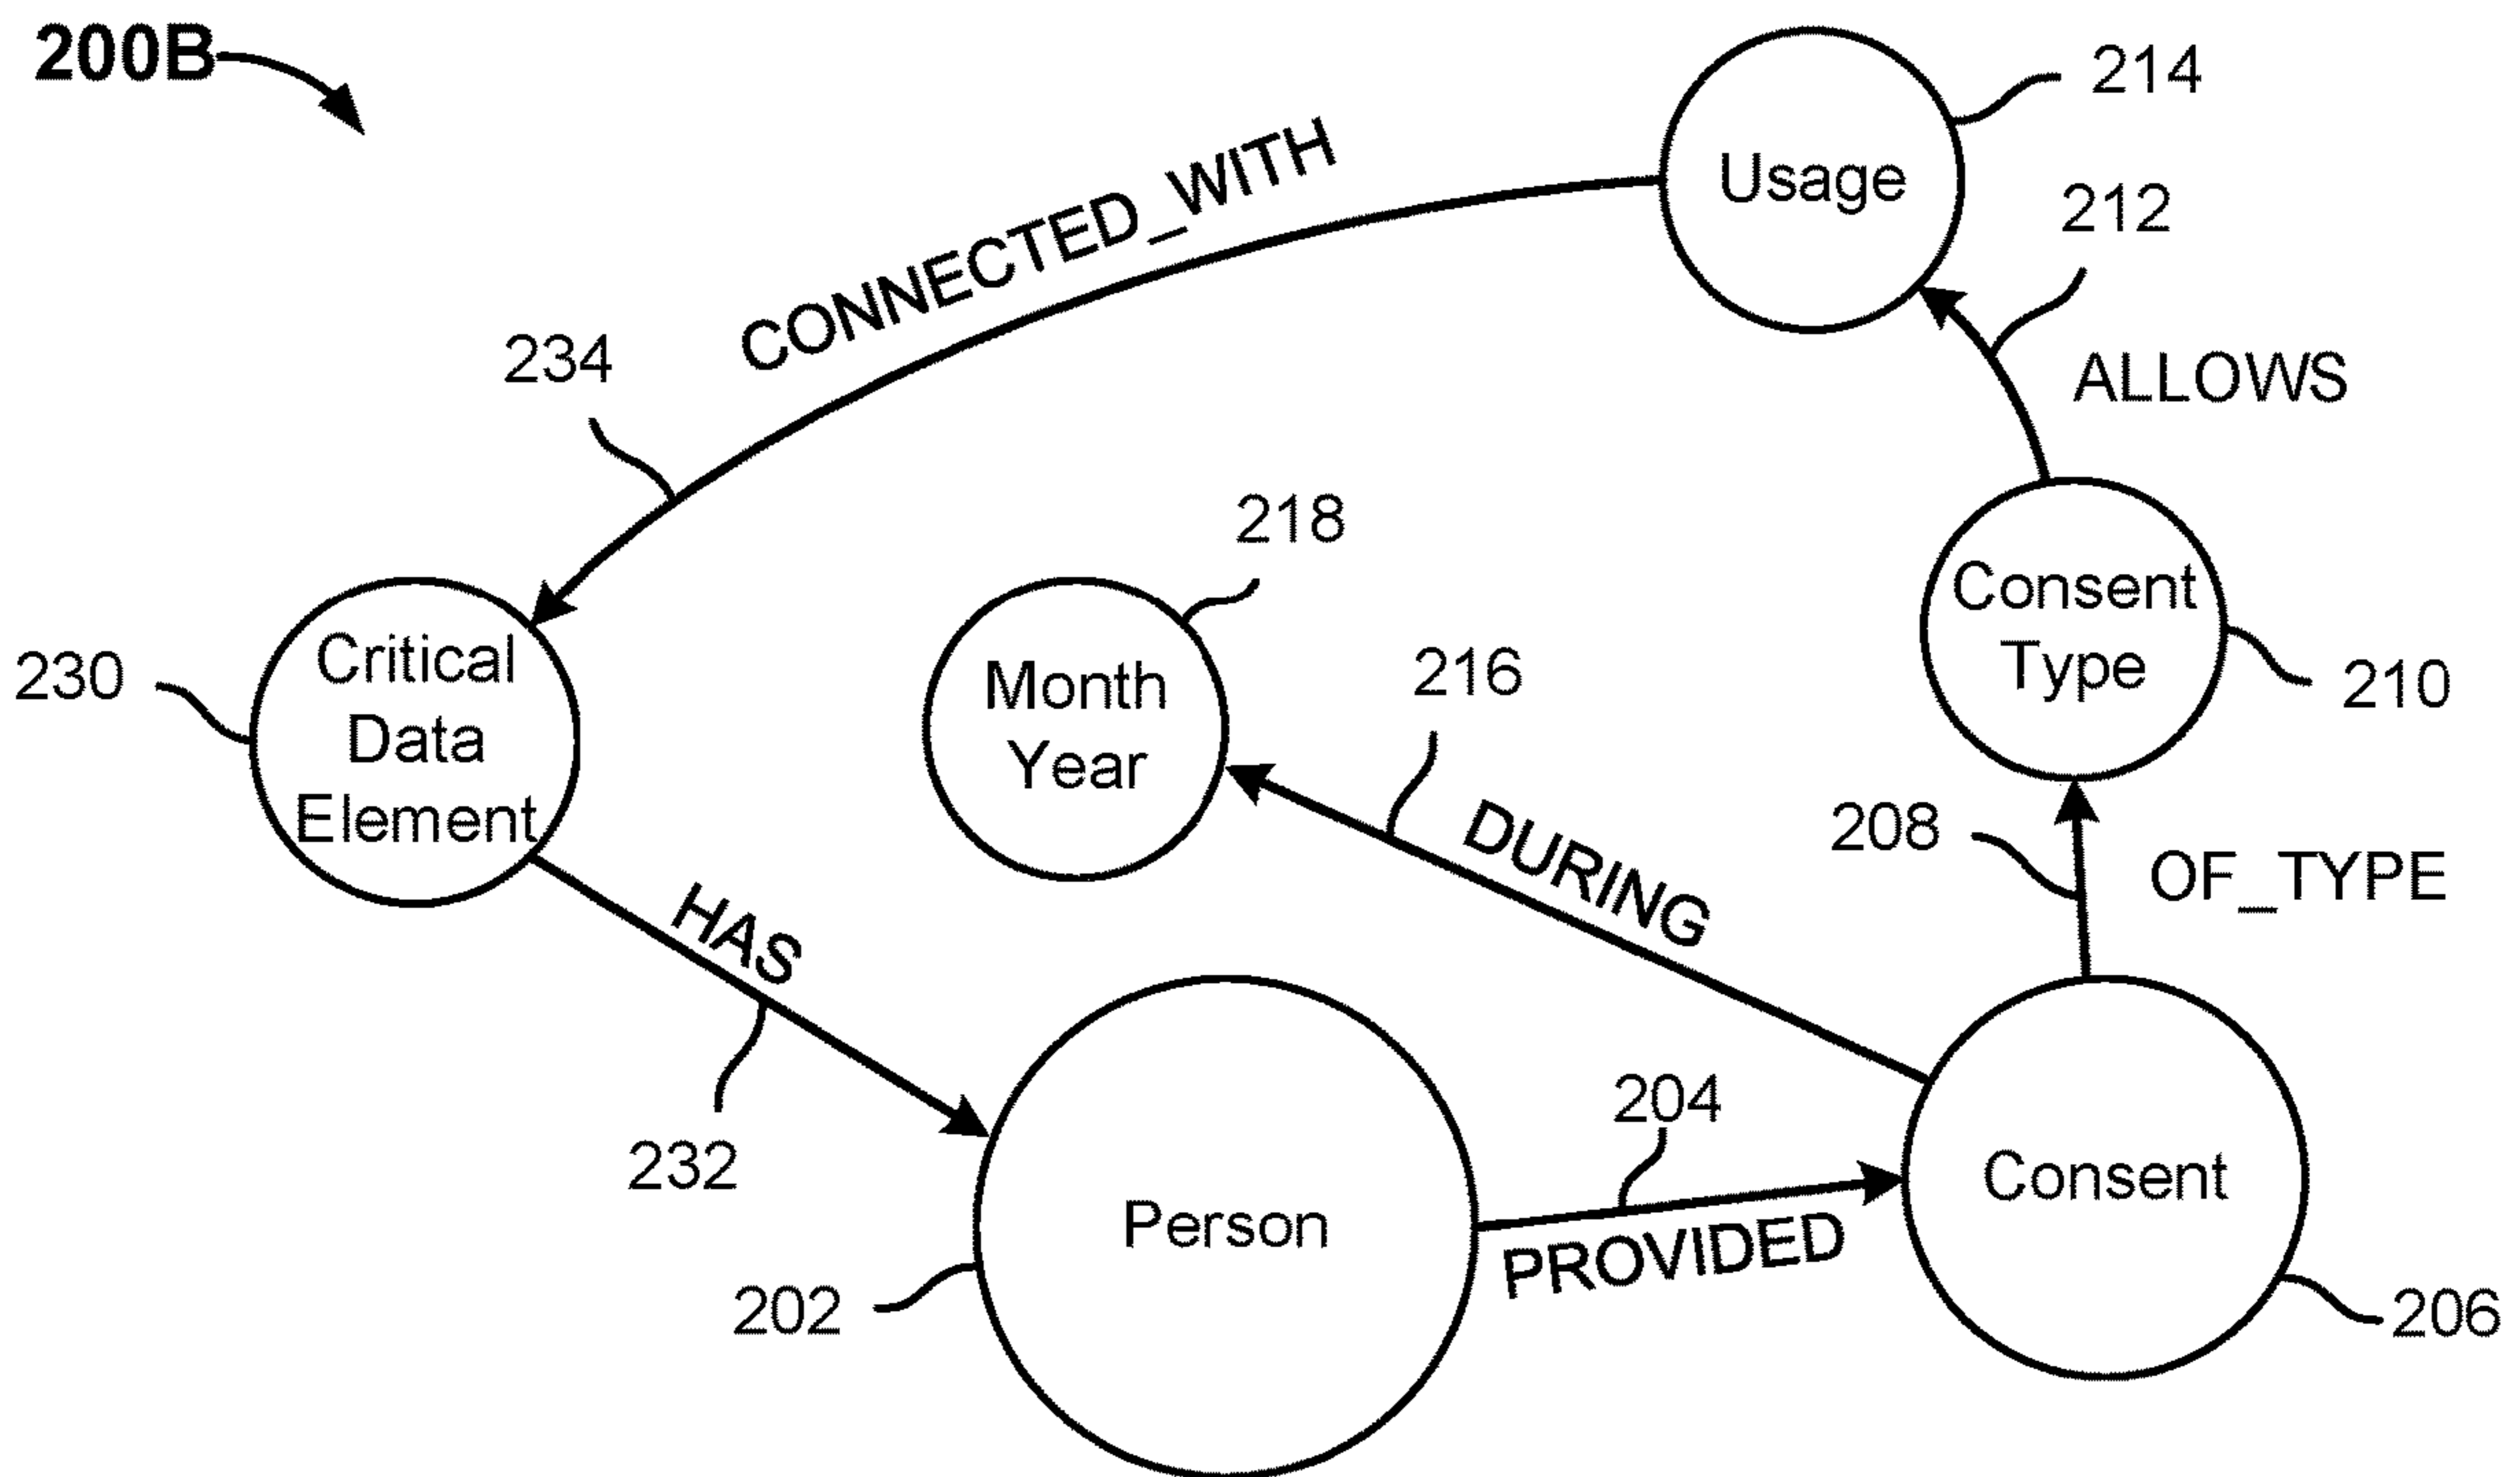 200B
214
Usage
212
CONNECTED_WITH
234
ALLOWS
218
Consent
Type
210
Critical
Data
Element
230
Month
Year
216
208
OF_TYPE
DURING
HAS
232
204
Person
PROVIDED
Consent
202
206